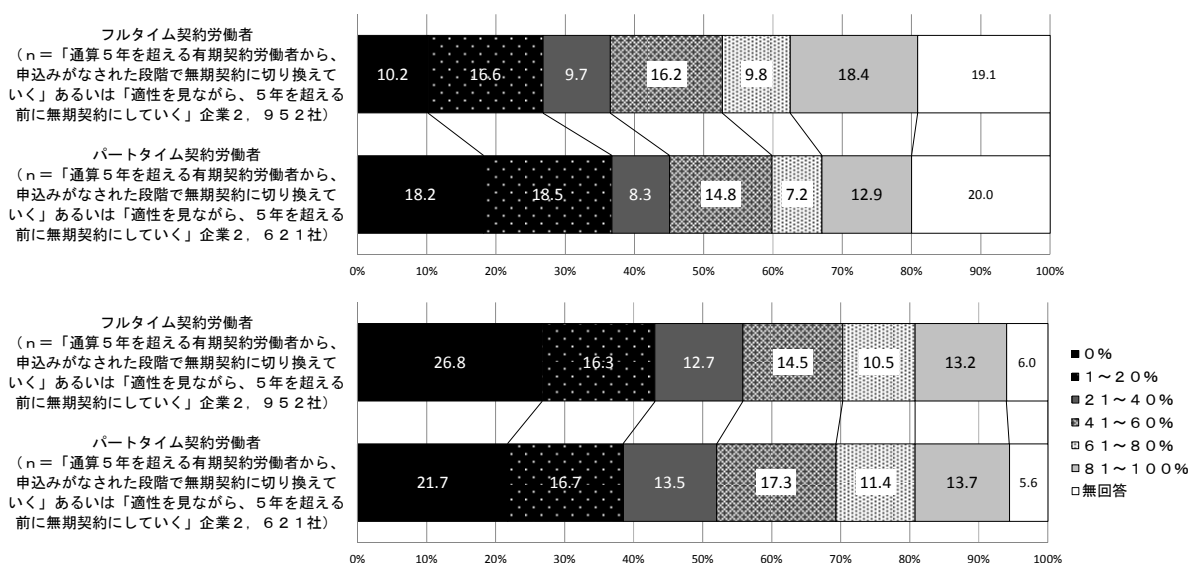 0% 10% 20% 30% 40% 50% 60% 70% 80% 90% 100%
フルタイム契約労働者
（ｎ＝「通算５年を超える有期契約労働者から、
申込みがなされた段階で無期契約に切り換えて
いく」あるいは「適性を見ながら、５年を超える
前に無期契約にしていく」企業２，９５２社）
10.2 16.6 9.7 16.2 9.8 18.4 19.1
パートタイム契約労働者
（ｎ＝「通算５年を超える有期契約労働者から、
申込みがなされた段階で無期契約に切り換えて
いく」あるいは「適性を見ながら、５年を超える
前に無期契約にしていく」企業２，６２１社）
18.2 18.5 8.3 14.8 7.2 12.9 20.0
0% 10% 20% 30% 40% 50% 60% 70% 80% 90% 100%
フルタイム契約労働者
（ｎ＝「通算５年を超える有期契約労働者から、
申込みがなされた段階で無期契約に切り換えて
いく」あるいは「適性を見ながら、５年を超える
前に無期契約にしていく」企業２，９５２社）
26.8 16.3 12.7 14.5 10.5 13.2 6.0
パートタイム契約労働者
（ｎ＝「通算５年を超える有期契約労働者から、
申込みがなされた段階で無期契約に切り換えて
いく」あるいは「適性を見ながら、５年を超える
前に無期契約にしていく」企業２，６２１社）
21.7 16.7 13.5 17.3 11.4 13.7 5.6
0% 10% 20% 30% 40% 50% 60% 70% 80% 90% 100%
０％
１～２０％
２１～４０％
４１～６０％
６１～８０％
８１～１００％
無回答